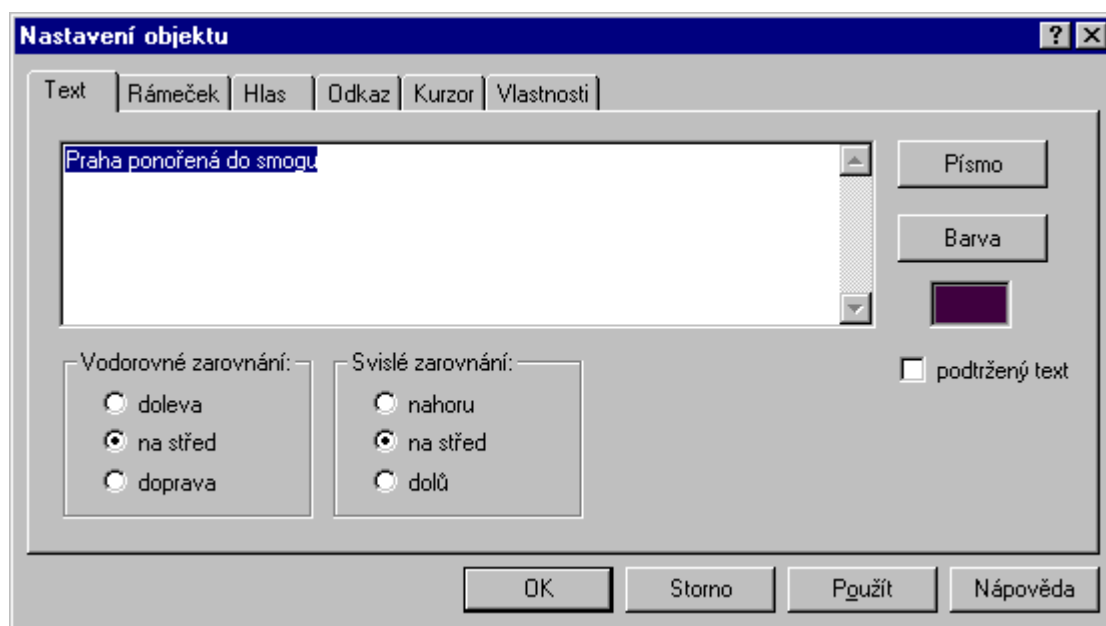 Nastavení objektu
Text Rámeček Hlas Odkaz Kurzor Vlastnosti
Praha ponořená do smogu
Písmo
Barva
podtržený text
Vodorovné zarovnání:
doleva
na střed
doprava
Svislé zarovnání:
nahoru
na střed
dolů
OK Storno Použít Nápověda